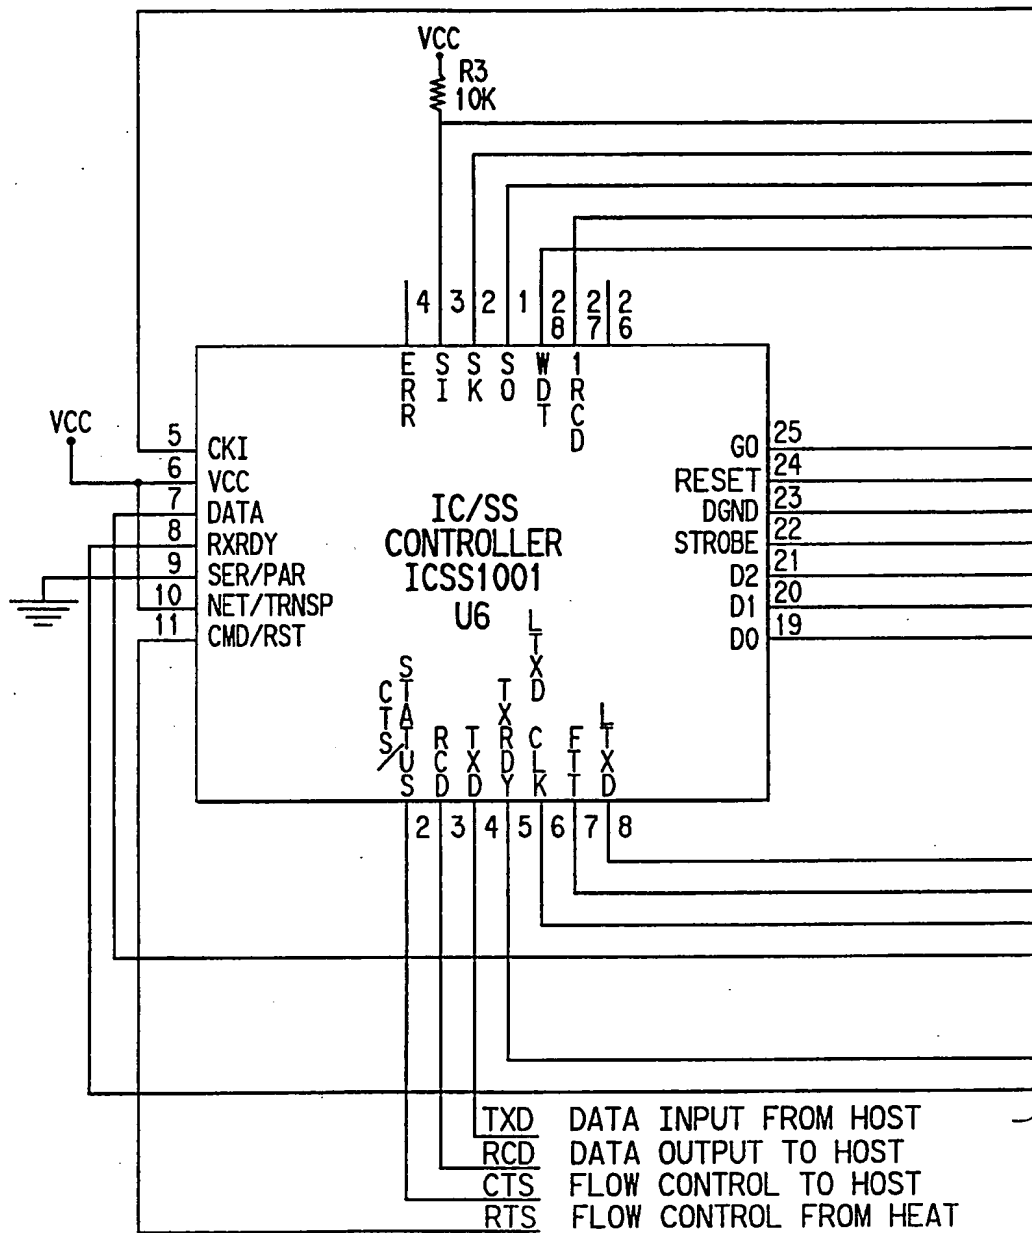 VCC
R3
10K
4 3 2 1 28 27 26
ERR SI SK SO WDT 1RCD
VCC
5 CKI
6 VCC
7 DATA
8 RXRDY
9 SER/PAR
10 NET/TRNSP
11 CMD/RST
IC/SS
CONTROLLER
ICSS1001
U6
GO 25
RESET 24
DGND 23
STROBE 22
D2 21
D1 20
D0 19
CTS/STATUS RCD TXD TXRDY LTXD CLK FTT LTXD
2 3 4 5 6 7 8
TXD DATA INPUT FROM HOST
RCD DATA OUTPUT TO HOST
CTS FLOW CONTROL TO HOST
RTS FLOW CONTROL FROM HEAT